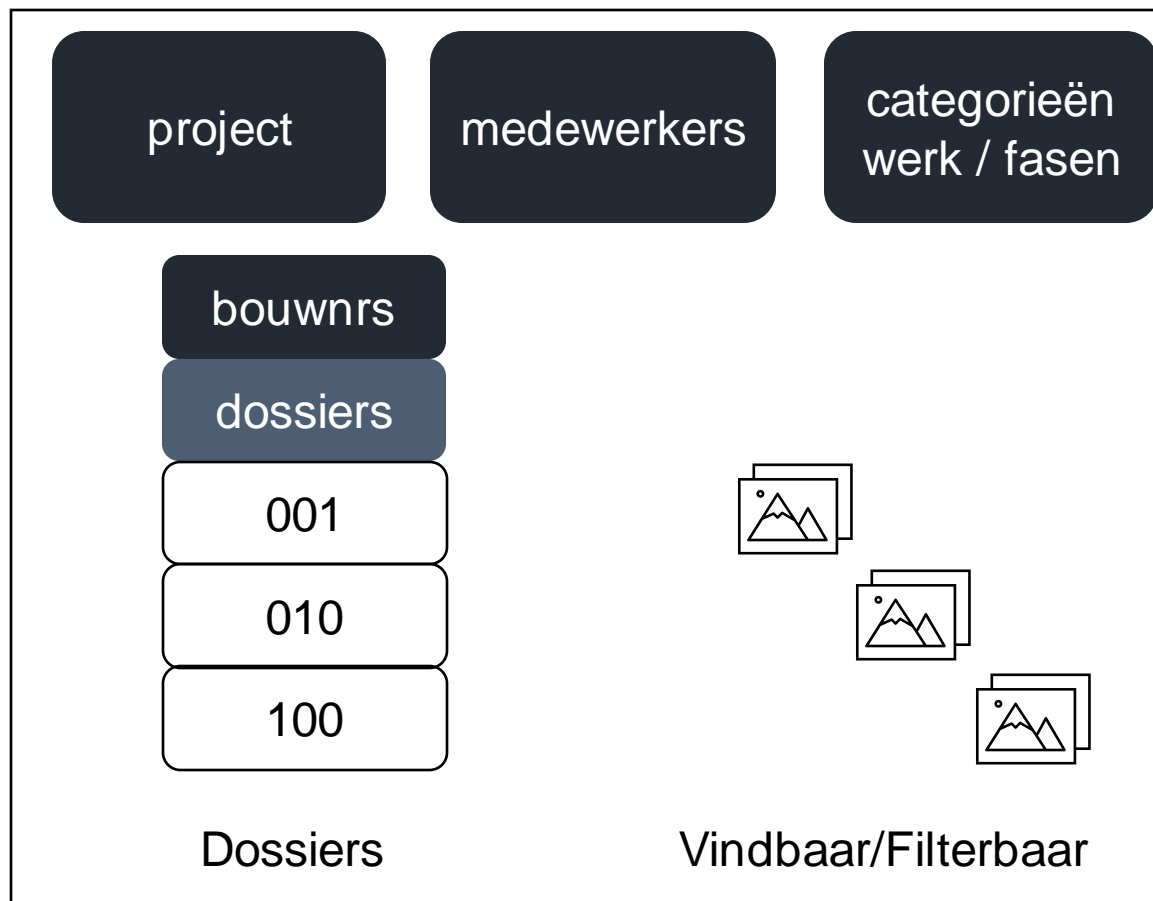 project
medewerkers
categorieën
werk / fasen
bouwnrs
dossiers
001
010
100
Dossiers
Vindbaar/Filterbaar